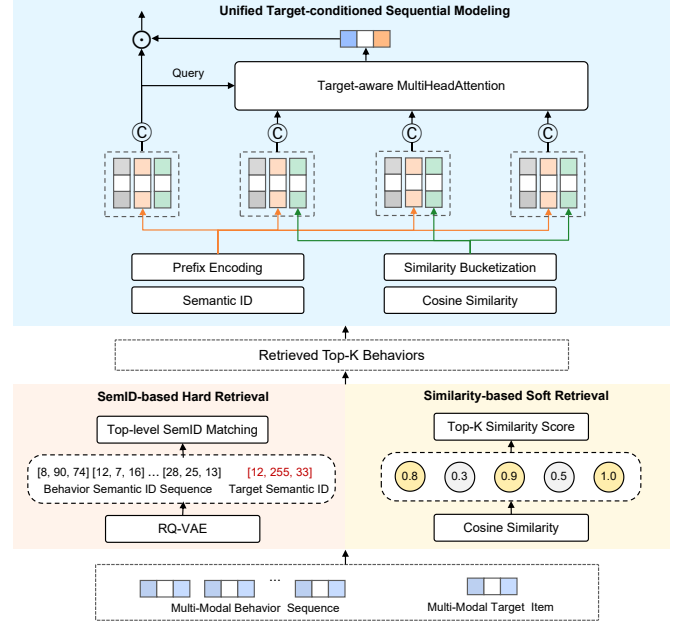 Unified Target-conditioned Sequential Modeling
Query
Target-aware MultiHeadAttention
C C C C
Prefix Encoding
Similarity Bucketization
Semantic ID
Cosine Similarity
Retrieved Top-K Behaviors
SemID-based Hard Retrieval
Top-level SemID Matching
[8, 90, 74] [12, 7, 16] ... [28, 25, 13] [12, 255, 33]
Behavior Semantic ID Sequence Target Semantic ID
RQ-VAE
Similarity-based Soft Retrieval
Top-K Similarity Score
0.8 0.3 0.9 0.5 1.0
Cosine Similarity
...
Multi-Modal Behavior Sequence
Multi-Modal Target Item